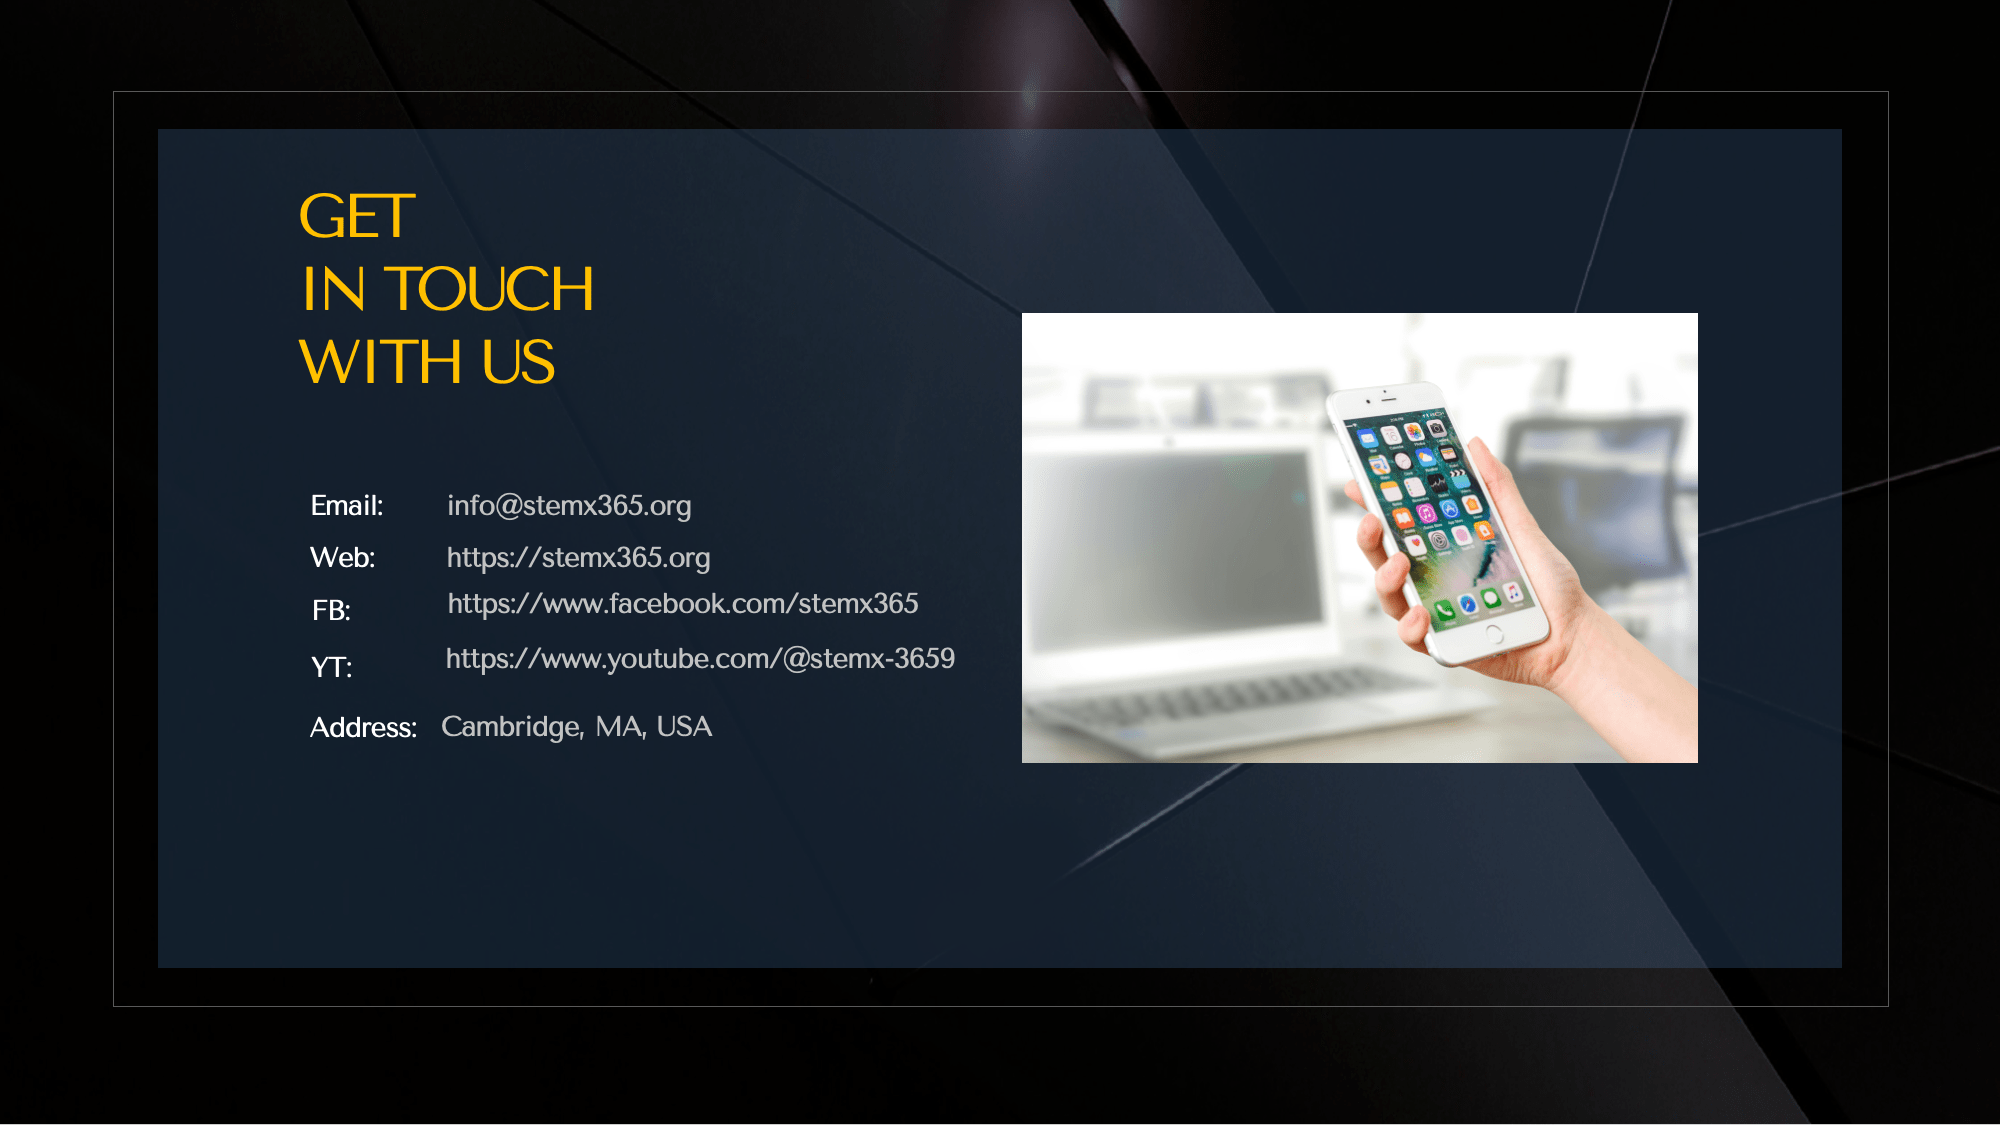 GET
IN TOUCH
WITH US
Email: info@stemx365.org
Web: https://stemx365.org
FB: https://www.facebook.com/stemx365
YT: https://www.youtube.com/@stemx-3659
Address: Cambridge, MA, USA